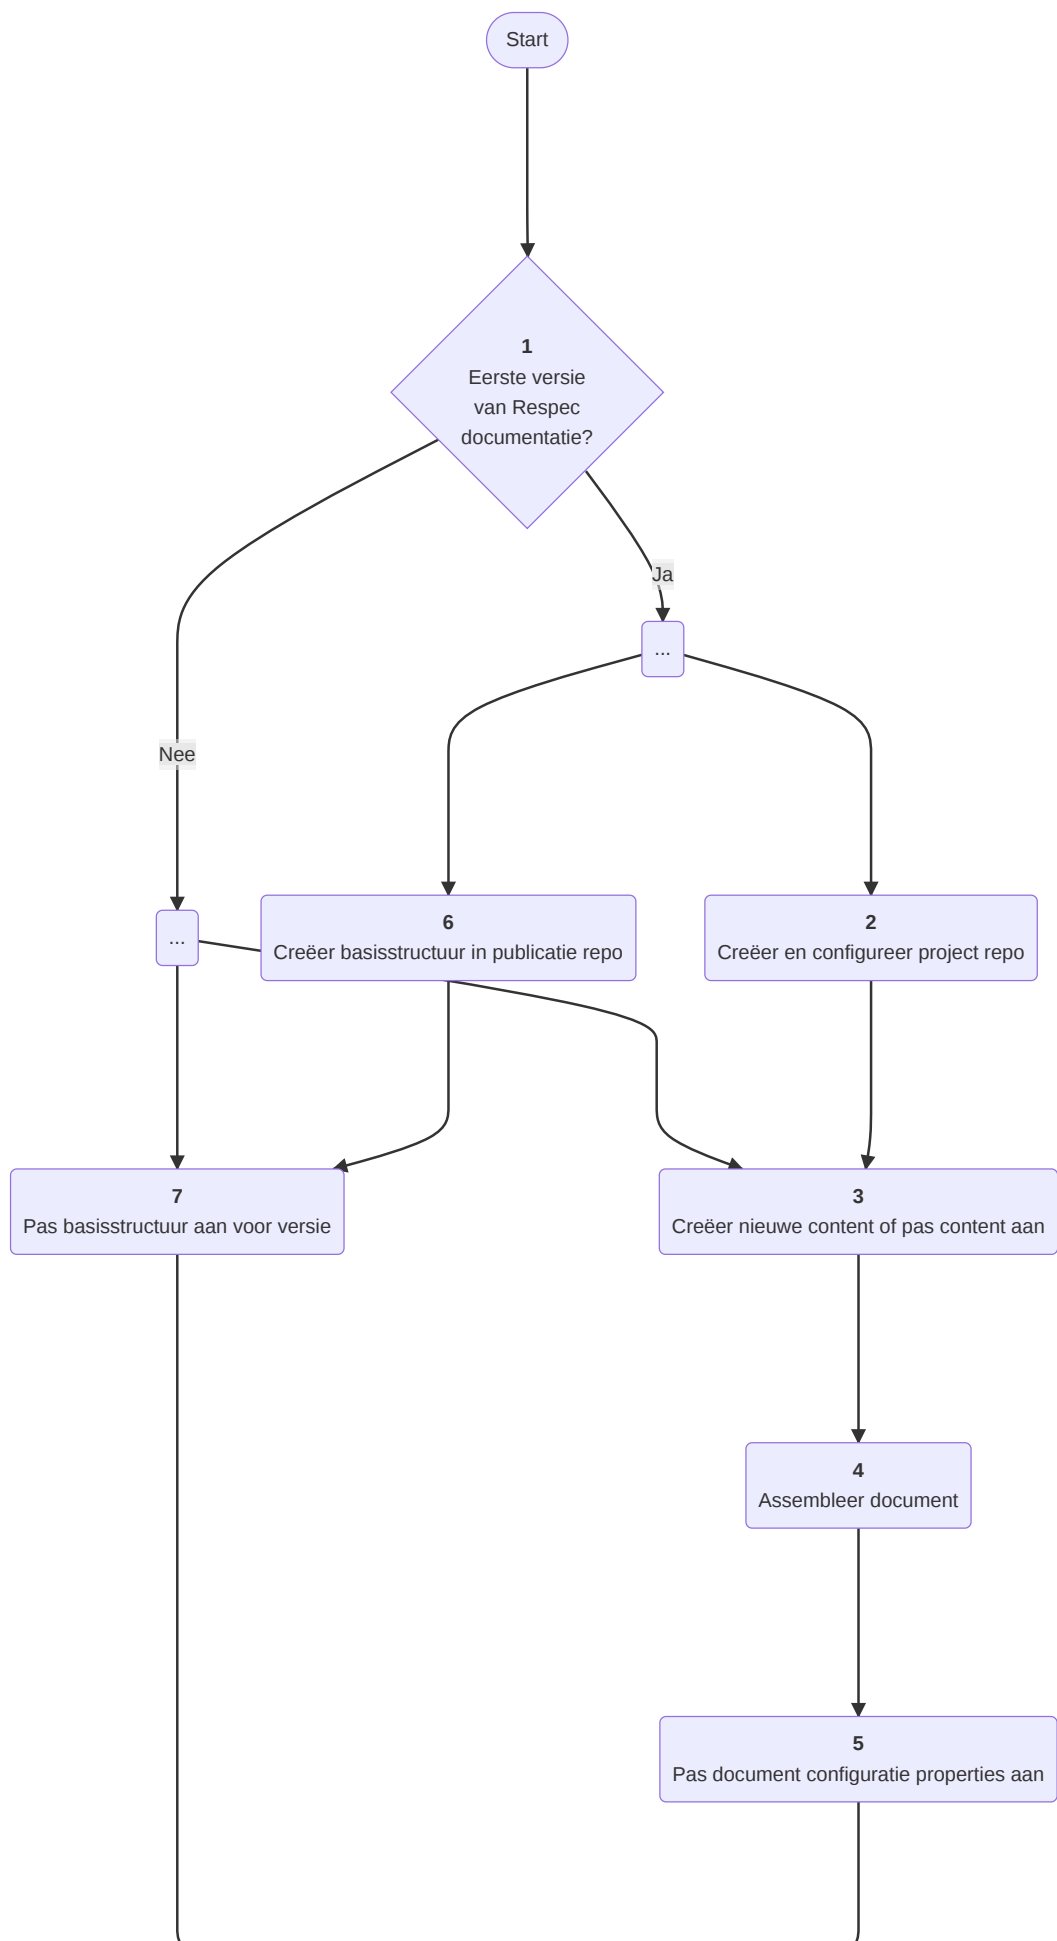 Start
1
Eerste versie
van Respec
documentatie?
Ja
...
Nee
...
6
Creëer basisstructuur in publicatie repo
2
Creëer en configureer project repo
7
Pas basisstructuur aan voor versie
3
Creëer nieuwe content of pas content aan
4
Assembleer document
5
Pas document configuratie properties aan